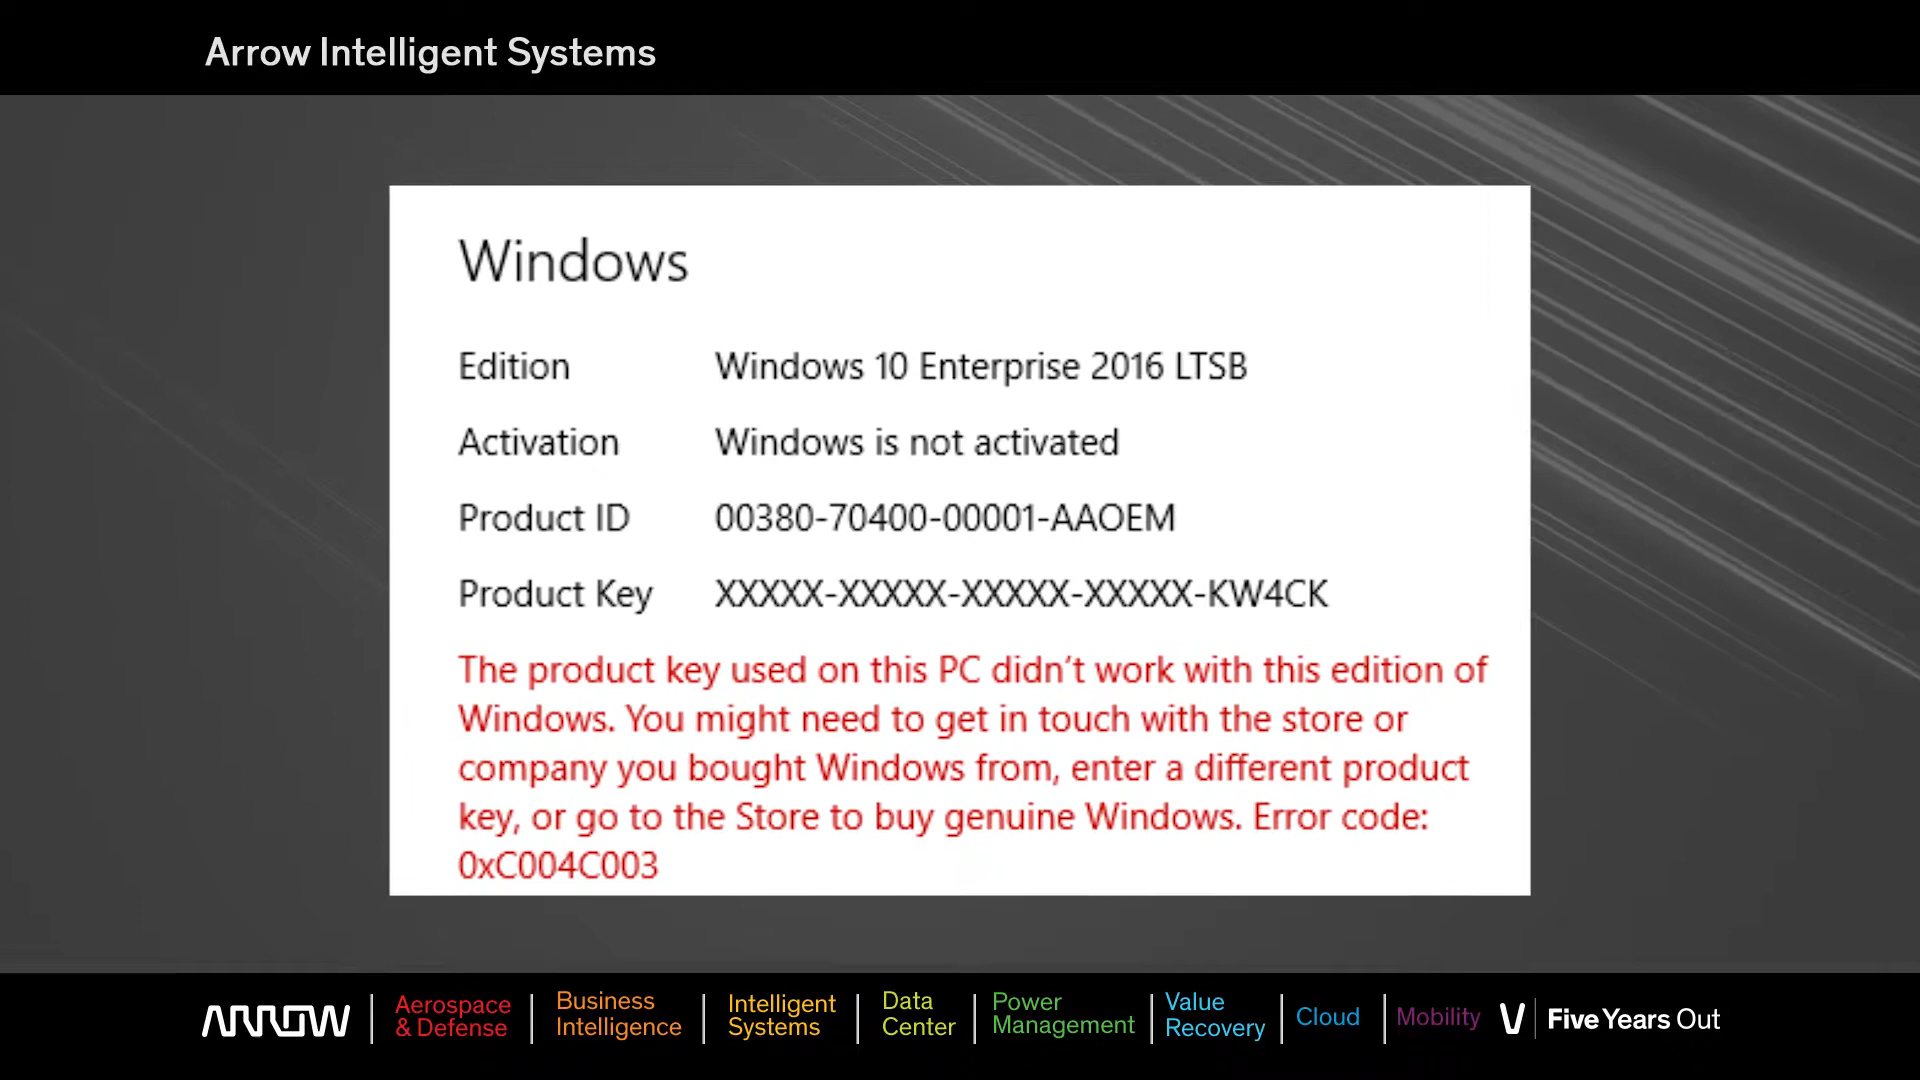 Arrow Intelligent Systems
Windows
Edition Windows 10 Enterprise 2016 LTSB
Activation Windows is not activated
Product ID 00380-70400-00001-AAOEM
Product Key XXXXX-XXXXX-XXXXX-XXXXX-KW4CK
The product key used on this PC didn't work with this edition of
Windows. You might need to get in touch with the store or
company you bought Windows from, enter a different product
key, or go to the Store to buy genuine Windows. Error code:
0xC004C003
ARROW
Aerospace
& Defense
Business
Intelligence
Intelligent
Systems
Data
Center
Power
Management
Value
Recovery
Cloud
Mobility
Five Years Out